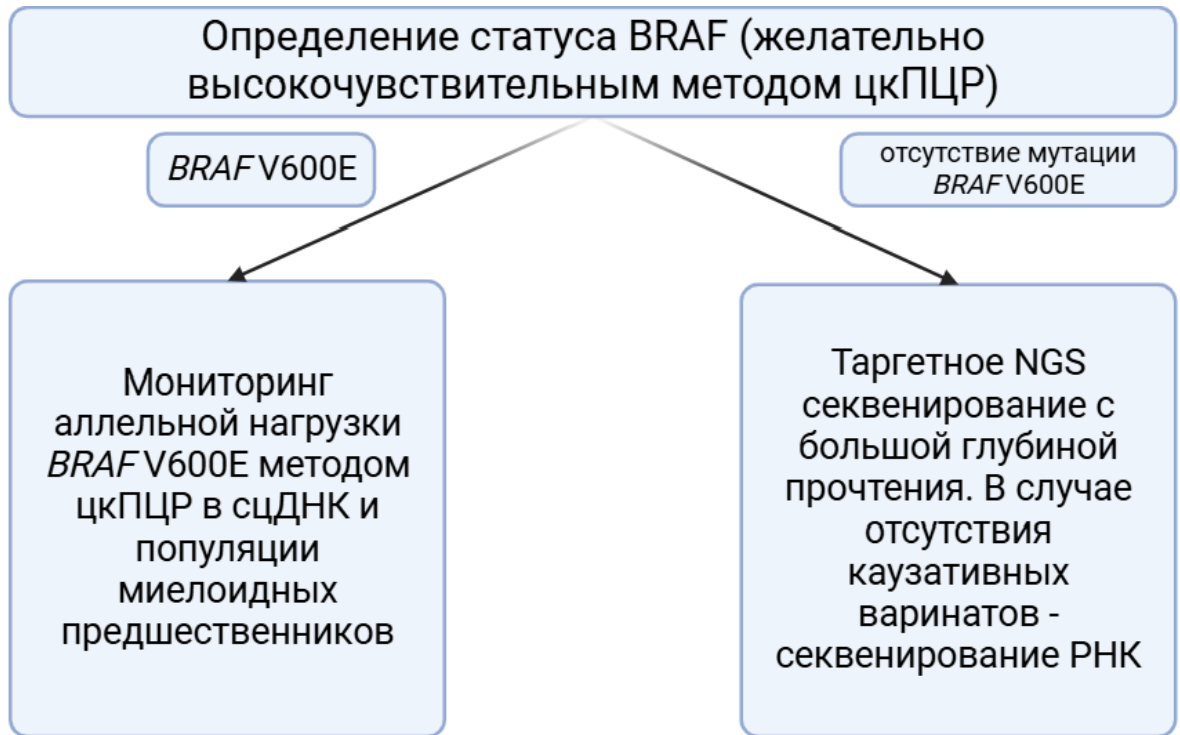 Определение статуса BRAF (желательно
высокочувствительным методом цкПЦР)
BRAF V600E
отсутствие мутации
BRAF V600E
Мониторинг
аллельной нагрузки
BRAF V600E методом
цкПЦР в сцДНК и
популяции
миелоидных
предшественников
Таргетное NGS
секвенирование с
большой глубиной
прочтения. В случае
отсутствия
каузативных
варинатов -
секвенирование РНК